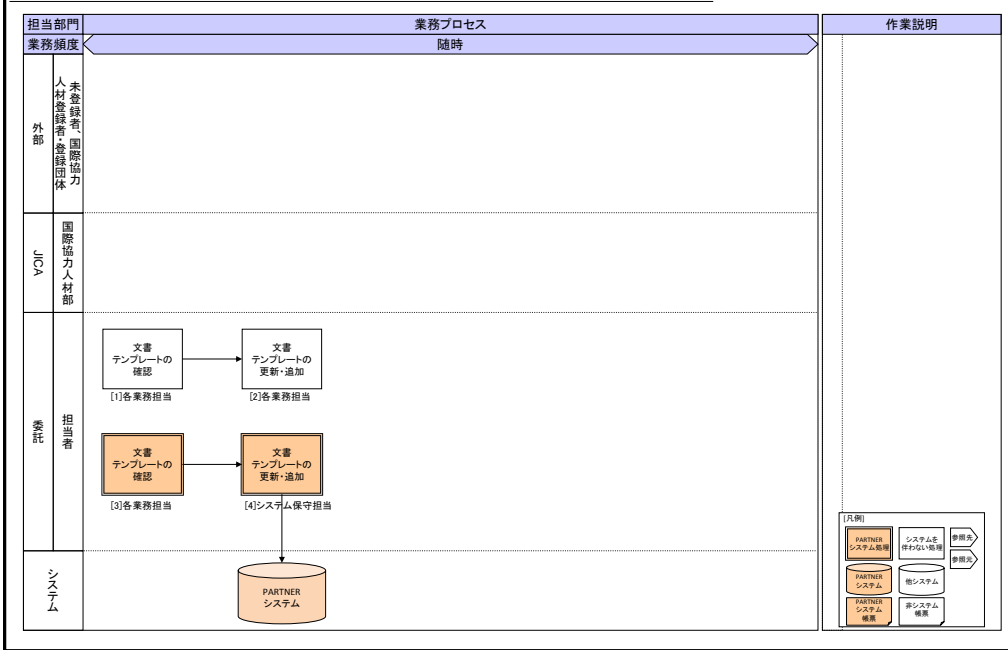 担当部門
業務プロセス
作業説明
業務頻度
随時
外部
未登録者、国際協力
人材登録者・登録団体
JICA
国際協力人材部
委託
担当者
文書
テンプレートの
確認
[1]各業務担当
文書
テンプレートの
更新・追加
[2]各業務担当
文書
テンプレートの
確認
[3]各業務担当
文書
テンプレートの
更新・追加
[4]システム保守担当
システム
PARTNER
システム
[凡例]
PARTNER
システム処理
システムを
伴わない処理
参照先
参照元
PARTNER
システム
他システム
PARTNER
システム
帳票
非システム
帳票